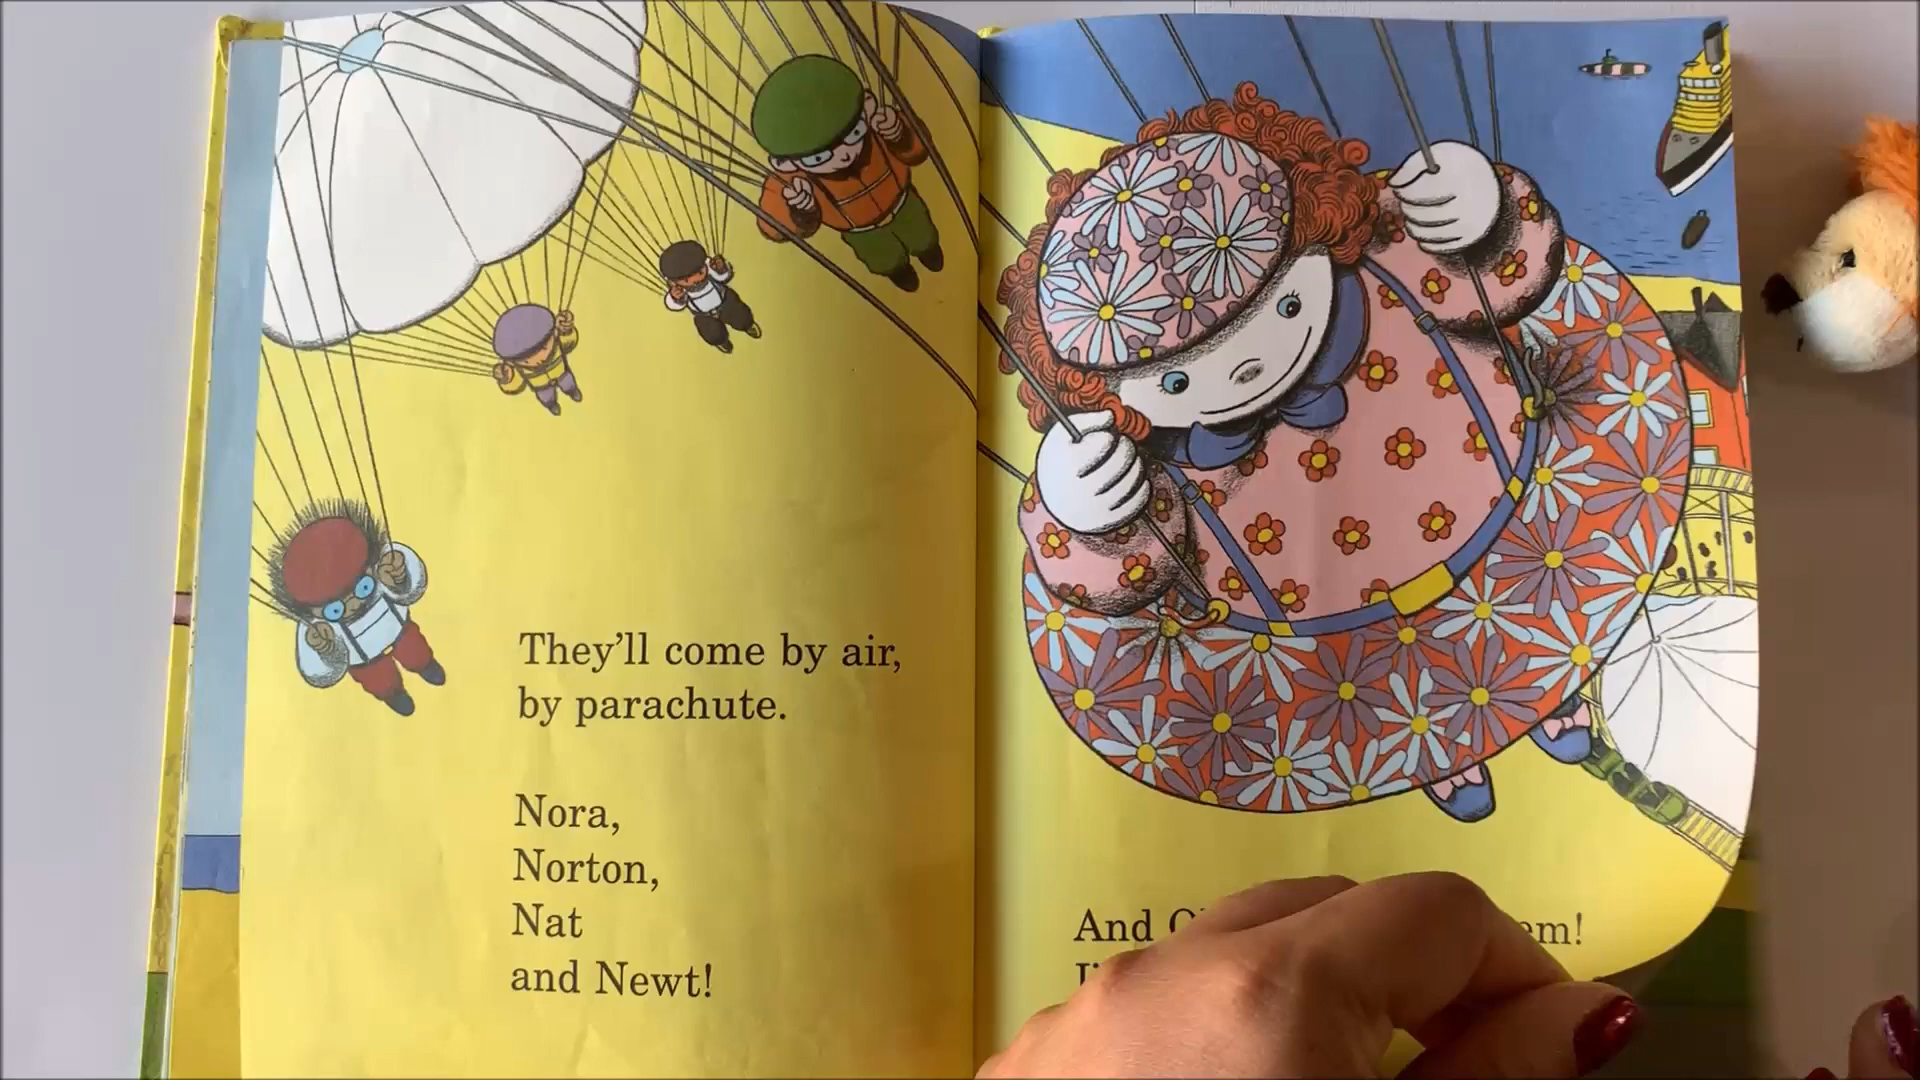 They'll come by air,
by parachute.
Nora,
Norton,
Nat
and Newt!
And